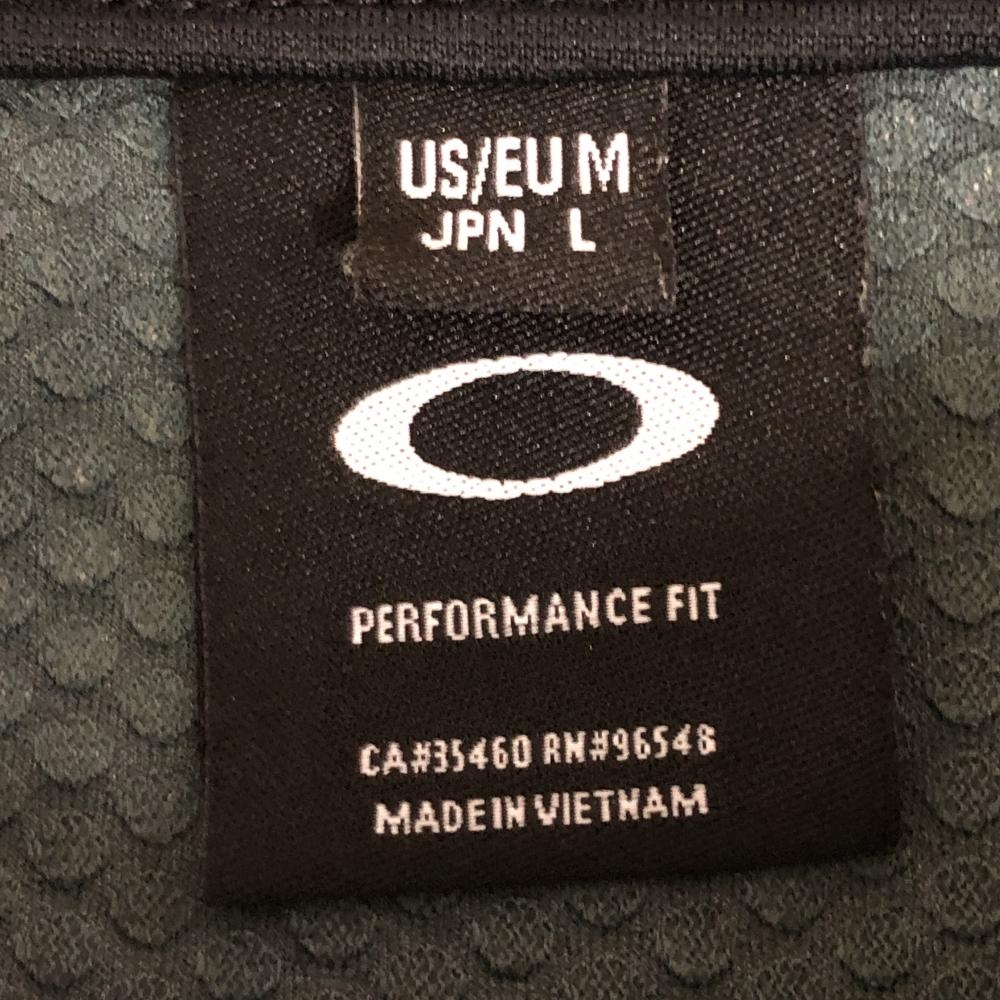 US/EU M
JPN L
PERFORMANCE FIT
CA#35460 RN#96548
MADE IN VIETNAM